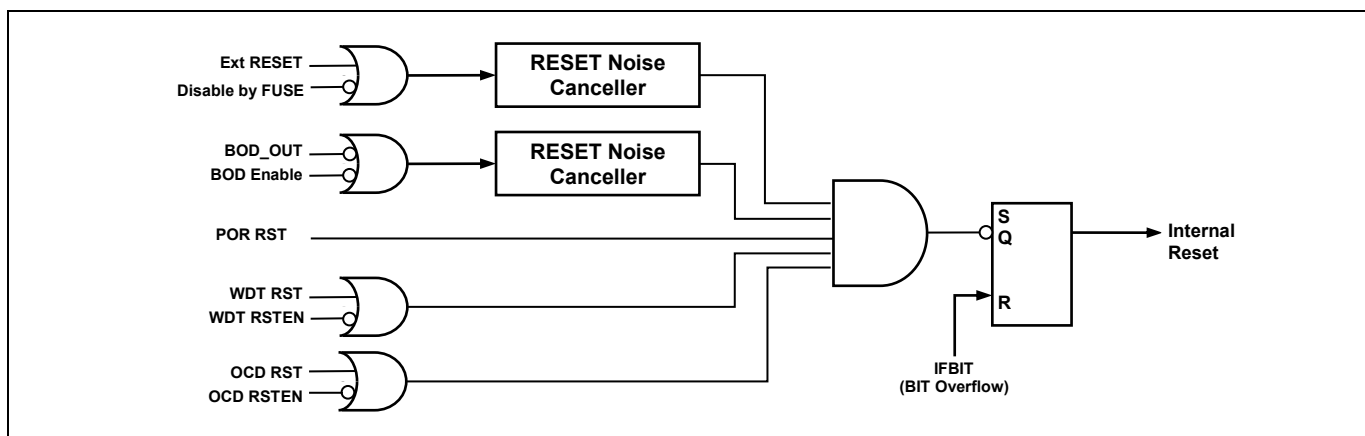 Ext RESET
Disable by FUSE
RESET Noise
Canceller
BOD_OUT
BOD Enable
RESET Noise
Canceller
POR RST
WDT RST
WDT RSTEN
OCD RST
OCD RSTEN
S
Q
R
Internal
Reset
IFBIT
(BIT Overflow)